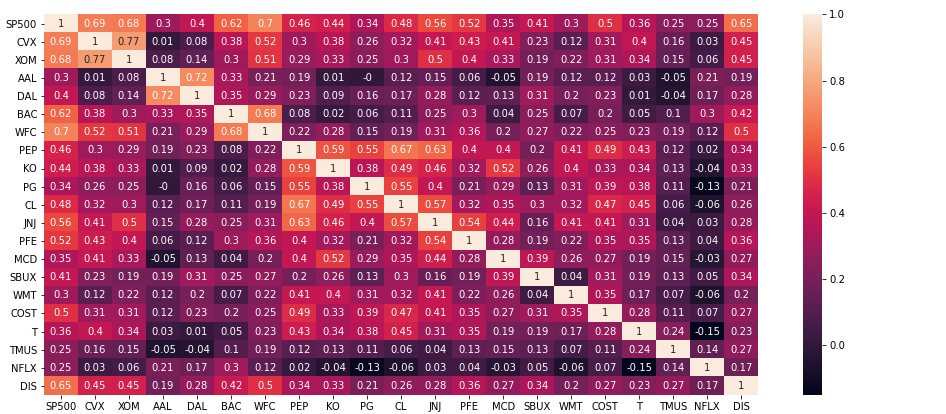 SP500 1 0.69 0.68 0.3 0.4 0.62 0.7 0.46 0.44 0.34 0.48 0.56 0.52 0.35 0.41 0.3 0.5 0.36 0.25 0.25 0.65 1.0
CVX 0.69 1 0.77 0.01 0.08 0.38 0.52 0.3 0.38 0.26 0.32 0.41 0.43 0.41 0.23 0.12 0.31 0.4 0.16 0.03 0.45
XOM 0.68 0.77 1 0.08 0.14 0.3 0.51 0.29 0.33 0.25 0.3 0.5 0.4 0.33 0.19 0.22 0.31 0.34 0.15 0.06 0.45
AAL 0.3 0.01 0.08 1 0.72 0.33 0.21 0.19 0.01 -0 0.12 0.15 0.06 -0.05 0.19 0.12 0.12 0.03 -0.05 0.21 0.19 0.8
DAL 0.4 0.08 0.14 0.72 1 0.35 0.29 0.23 0.09 0.16 0.17 0.28 0.12 0.13 0.31 0.2 0.23 0.01 -0.04 0.17 0.28
BAC 0.62 0.38 0.3 0.33 0.35 1 0.68 0.08 0.02 0.06 0.11 0.25 0.3 0.04 0.25 0.07 0.2 0.05 0.1 0.3 0.42
WFC 0.7 0.52 0.51 0.21 0.29 0.68 1 0.22 0.28 0.15 0.19 0.31 0.36 0.2 0.27 0.22 0.25 0.23 0.19 0.12 0.5 0.6
PEP 0.46 0.3 0.29 0.19 0.23 0.08 0.22 1 0.59 0.55 0.67 0.63 0.4 0.4 0.2 0.41 0.49 0.43 0.12 0.02 0.34
KO 0.44 0.38 0.33 0.01 0.09 0.02 0.28 0.59 1 0.38 0.49 0.46 0.32 0.52 0.26 0.4 0.33 0.34 0.13 -0.04 0.33
PG 0.34 0.26 0.25 -0 0.16 0.06 0.15 0.55 0.38 1 0.55 0.4 0.21 0.29 0.13 0.31 0.39 0.38 0.11 -0.13 0.21
CL 0.48 0.32 0.3 0.12 0.17 0.11 0.19 0.67 0.49 0.55 1 0.57 0.32 0.35 0.3 0.32 0.47 0.45 0.06 -0.06 0.26 0.4
JNJ 0.56 0.41 0.5 0.15 0.28 0.25 0.31 0.63 0.46 0.4 0.57 1 0.54 0.44 0.16 0.41 0.41 0.31 0.04 0.03 0.28
PFE 0.52 0.43 0.4 0.06 0.12 0.3 0.36 0.4 0.32 0.21 0.32 0.54 1 0.28 0.19 0.22 0.35 0.35 0.13 0.04 0.36
MCD 0.35 0.41 0.33 -0.05 0.13 0.04 0.2 0.4 0.52 0.29 0.35 0.44 0.28 1 0.39 0.26 0.27 0.19 0.15 -0.03 0.27
SBUX 0.41 0.23 0.19 0.19 0.31 0.25 0.27 0.2 0.26 0.13 0.3 0.16 0.19 0.39 1 0.04 0.31 0.19 0.13 0.05 0.34 0.2
WMT 0.3 0.12 0.22 0.12 0.2 0.07 0.22 0.41 0.4 0.31 0.32 0.41 0.22 0.26 0.04 1 0.35 0.17 0.07 -0.06 0.2
COST 0.5 0.31 0.31 0.12 0.23 0.2 0.25 0.49 0.33 0.39 0.47 0.41 0.35 0.27 0.31 0.35 1 0.28 0.11 0.07 0.27
T 0.36 0.4 0.34 0.03 0.01 0.05 0.23 0.43 0.34 0.38 0.45 0.31 0.35 0.19 0.19 0.17 0.28 1 0.24 -0.15 0.23
TMUS 0.25 0.16 0.15 -0.05 -0.04 0.1 0.19 0.12 0.13 0.11 0.06 0.04 0.13 0.15 0.13 0.07 0.11 0.24 1 0.14 0.27 0.0
NFLX 0.25 0.03 0.06 0.21 0.17 0.3 0.12 0.02 -0.04 -0.13 -0.06 0.03 0.04 -0.03 0.05 -0.06 0.07 -0.15 0.14 1 0.17
DIS 0.65 0.45 0.45 0.19 0.28 0.42 0.5 0.34 0.33 0.21 0.26 0.28 0.36 0.27 0.34 0.2 0.27 0.23 0.27 0.17 1
SP500 CVX XOM AAL DAL BAC WFC PEP KO PG CL JNJ PFE MCD SBUX WMT COST T TMUS NFLX DIS